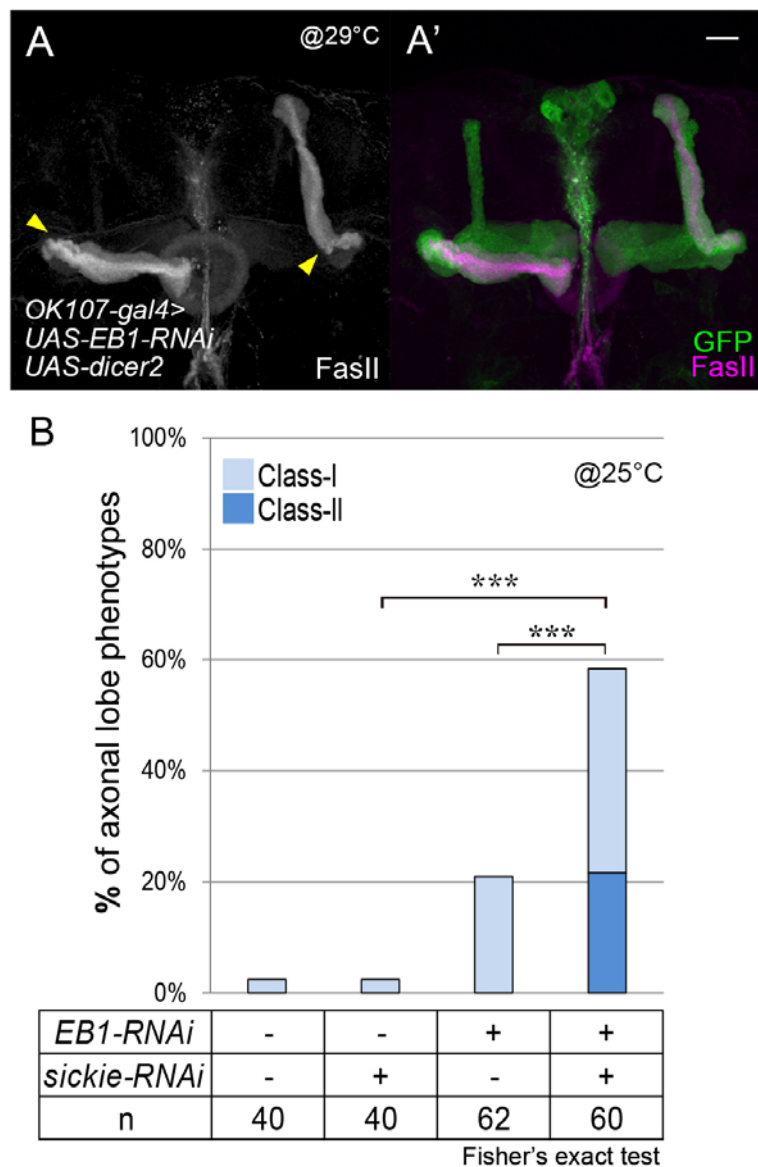 A @29°C A'
OK107-gal4>
UAS-EB1-RNAi
UAS-dicer2 FasII
GFP
FasII
B
100%
Class-I @25°C
Class-II
80%
***
***
60%
40%
20%
0%
% of axonal lobe phenotypes
EB1-RNAi - - + +
sickie-RNAi - + - +
n 40 40 62 60
Fisher's exact test